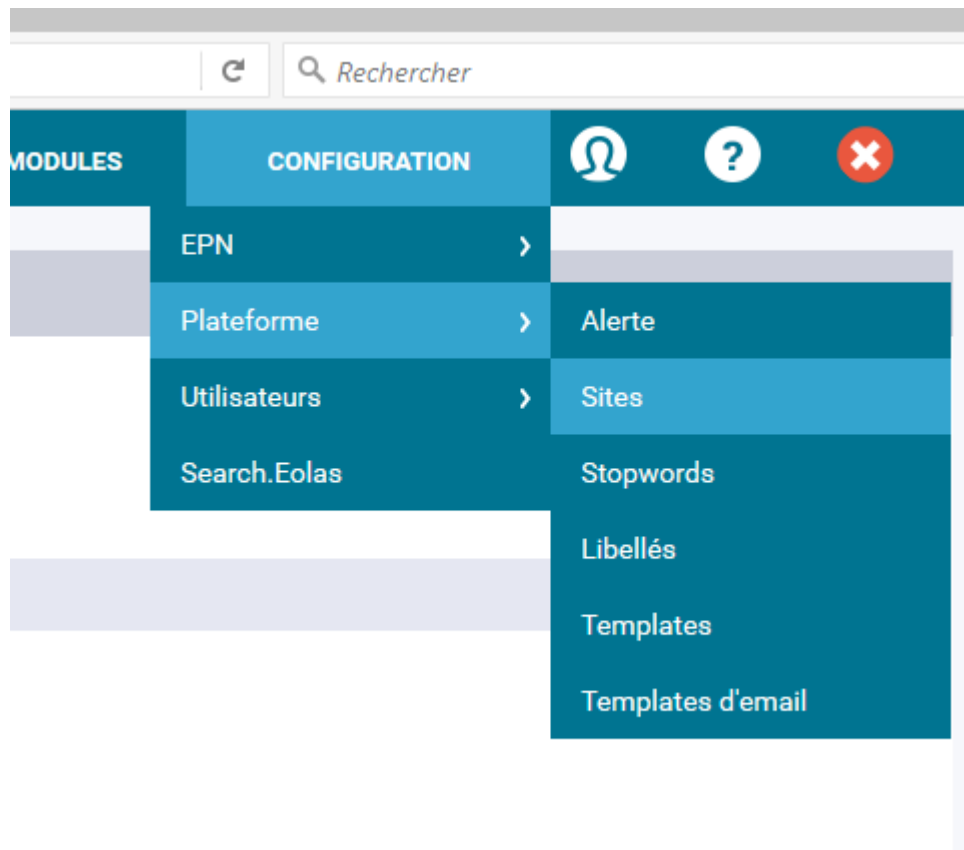 Rechercher
MODULES
CONFIGURATION
?
EPN
Plateforme
Alerte
Utilisateurs
Sites
Search.Eolas
Stopwords
Libellés
Templates
Templates d'email